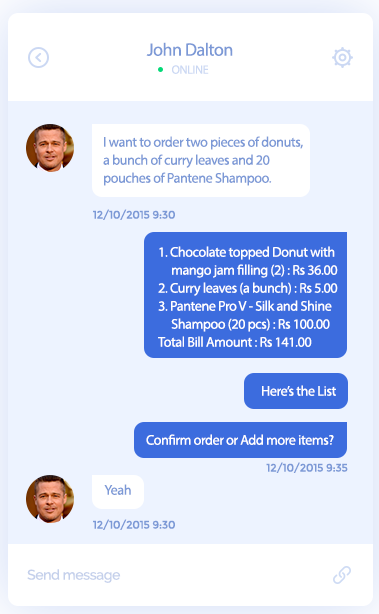 John Dalton
ONLINE
I want to order two pieces of donuts,
a bunch of curry leaves and 20
pouches of Pantene Shampoo.
12/10/2015 9:30
1. Chocolate topped Donut with
mango jam filling (2) : Rs 36.00
2. Curry leaves (a bunch) : Rs 5.00
3. Pantene Pro V - Silk and Shine
Shampoo (20 pcs) : Rs 100.00
Total Bill Amount : Rs 141.00
Here's the List
Confirm order or Add more items?
12/10/2015 9:35
Yeah
12/10/2015 9:30
Send message